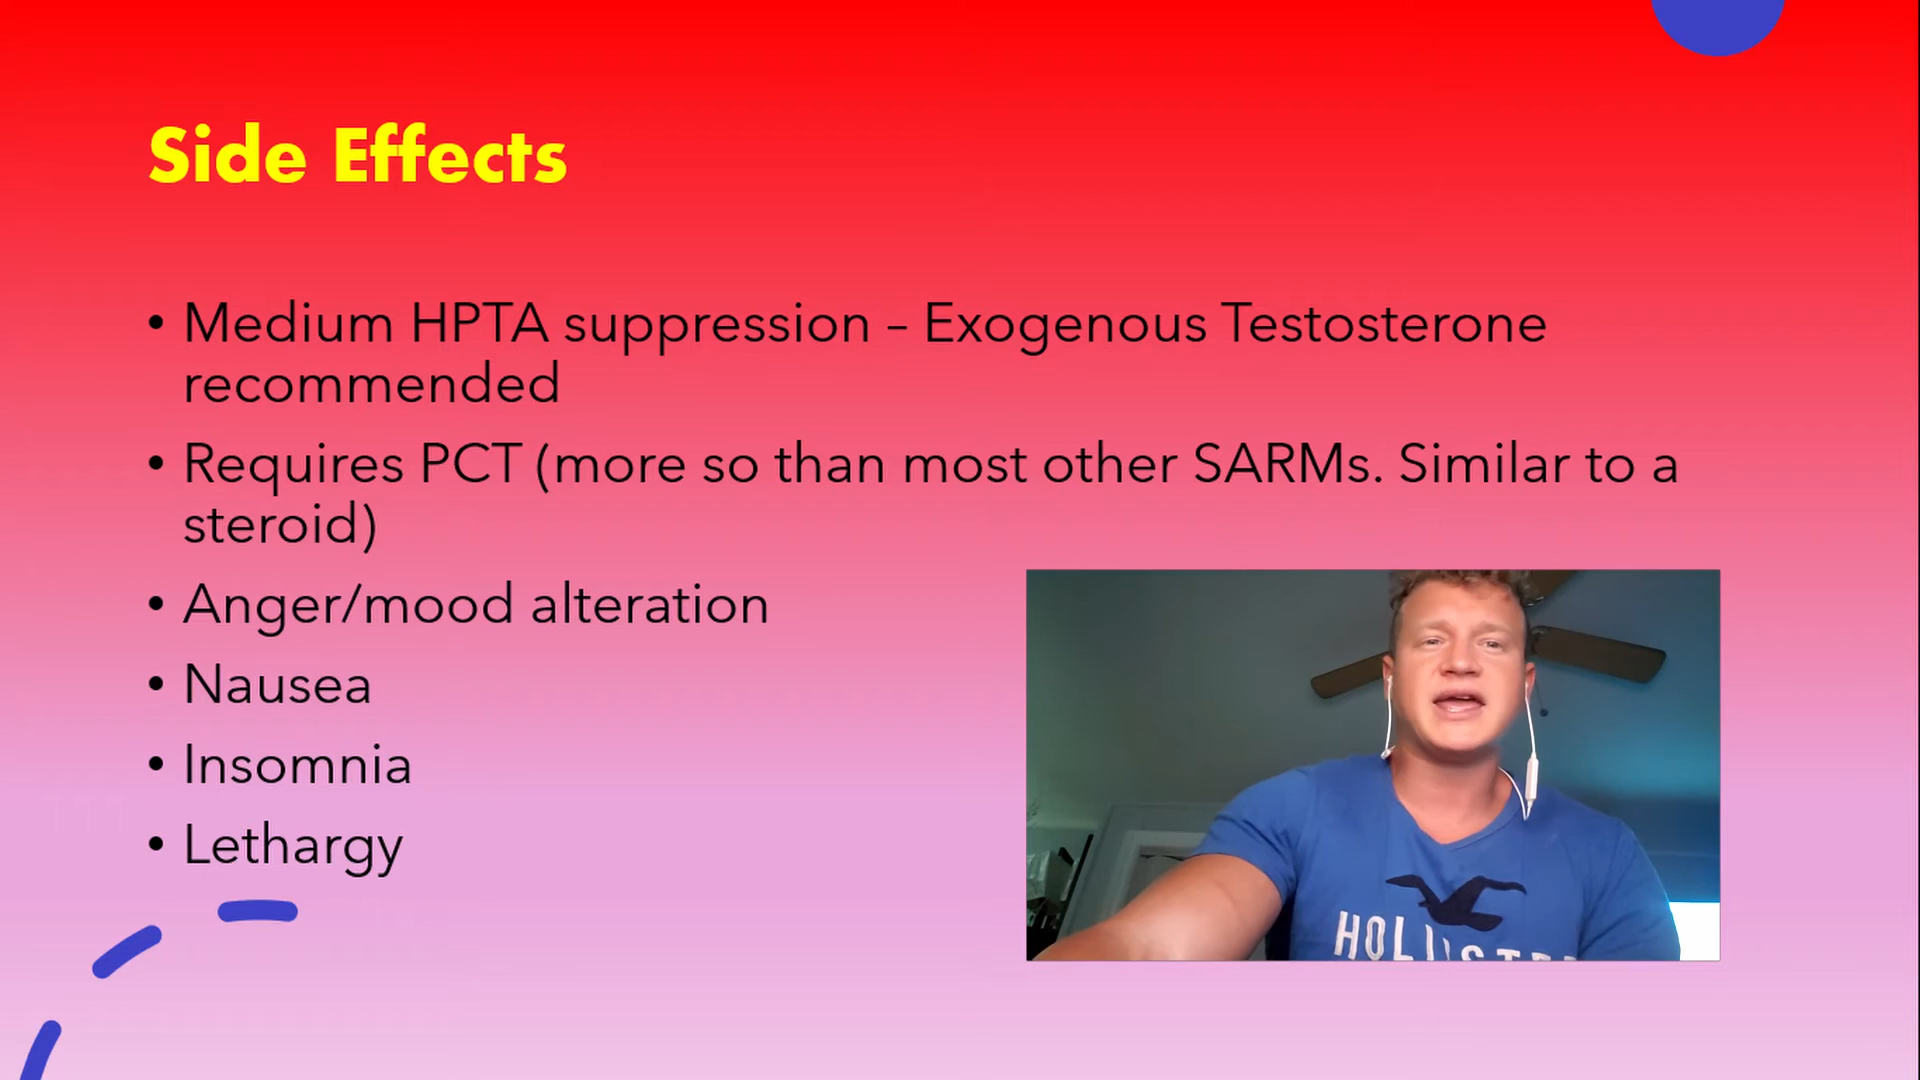 Side Effects
• Medium HPTA suppression – Exogenous Testosterone
recommended
• Requires PCT (more so than most other SARMs. Similar to a
steroid)
• Anger/mood alteration
• Nausea
• Insomnia
• Lethargy